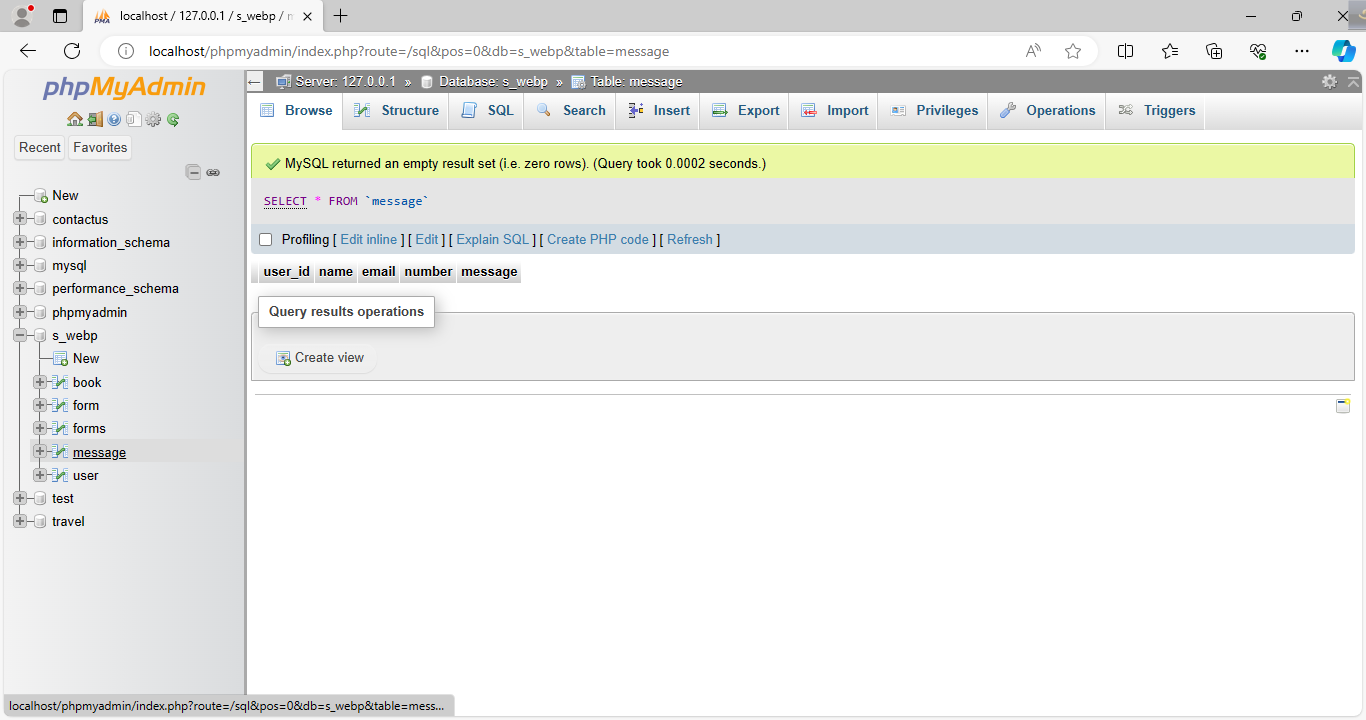 localhost / 127.0.0.1 / s_webp / m
localhost/phpmyadmin/index.php?route=/sql&pos=0&db=s_webp&table=message
phpMyAdmin
Recent Favorites
New
contactus
information_schema
mysql
performance_schema
phpmyadmin
s_webp
New
book
form
forms
message
user
test
travel
Server: 127.0.0.1 » Database: s_webp » Table: message
Browse Structure SQL Search Insert Export Import Privileges Operations Triggers
MySQL returned an empty result set (i.e. zero rows). (Query took 0.0002 seconds.)
SELECT * FROM `message`
Profiling [ Edit inline ] [ Edit ] [ Explain SQL ] [ Create PHP code ] [ Refresh ]
user_id name email number message
Query results operations
Create view
localhost/phpmyadmin/index.php?route=/sql&pos=0&db=s_webp&table=mess...